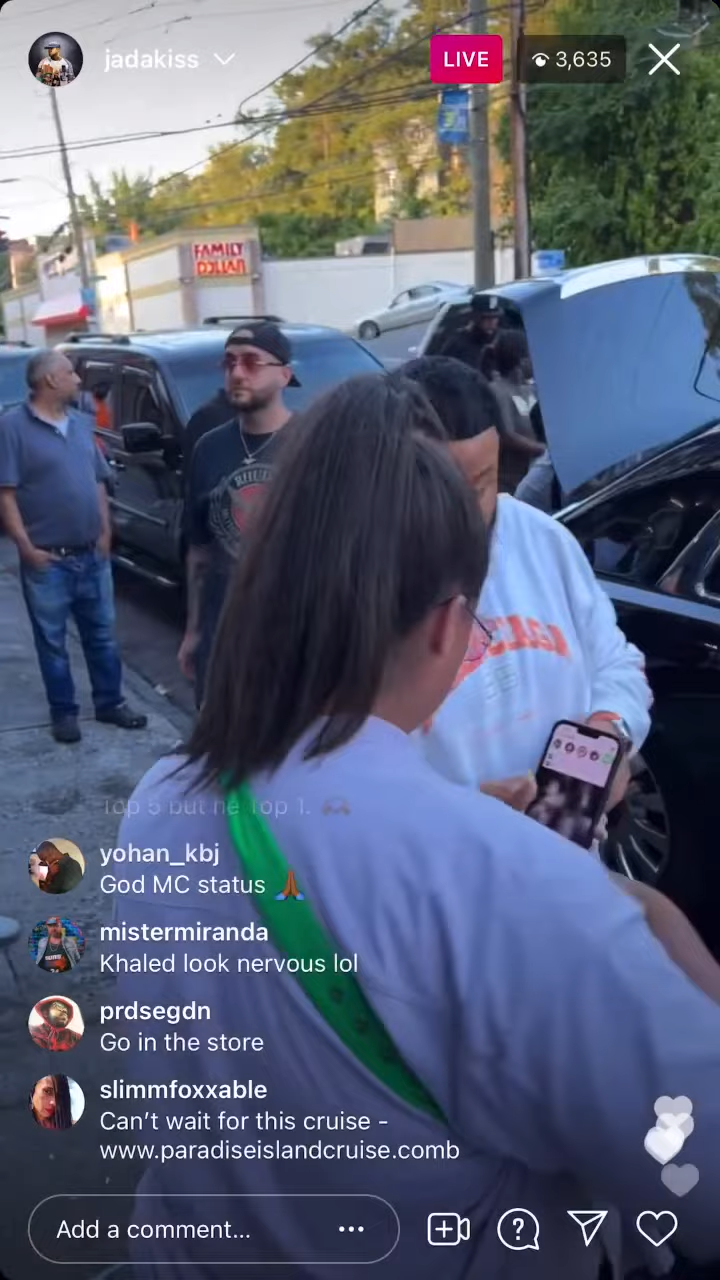 jadakiss
LIVE
3,635
FAMILY
DOLLAR
Top 5 but he Top 1.
yohan_kbj
God MC status 🙏🏾
mistermiranda
Khaled look nervous lol
prdsegdn
Go in the store
slimmfoxxable
Can’t wait for this cruise -
www.paradiseislandcruise.comb
Add a comment...